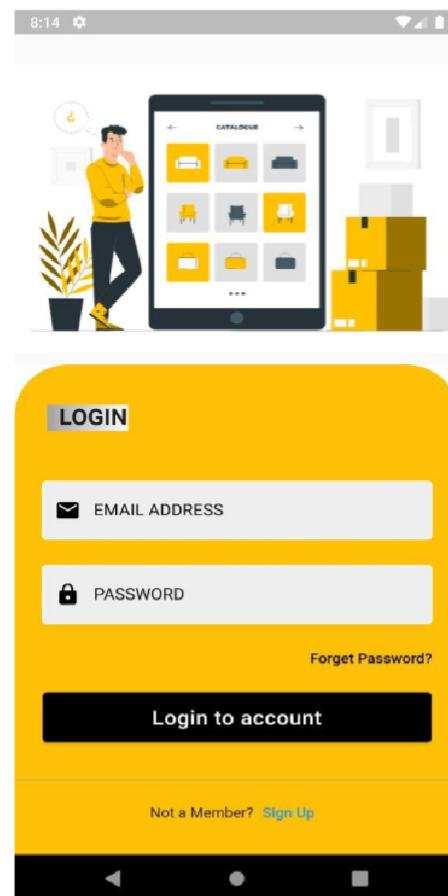 8:14
CATALOGUE
LOGIN
EMAIL ADDRESS
PASSWORD
Forget Password?
Login to account
Not a Member? Sign Up